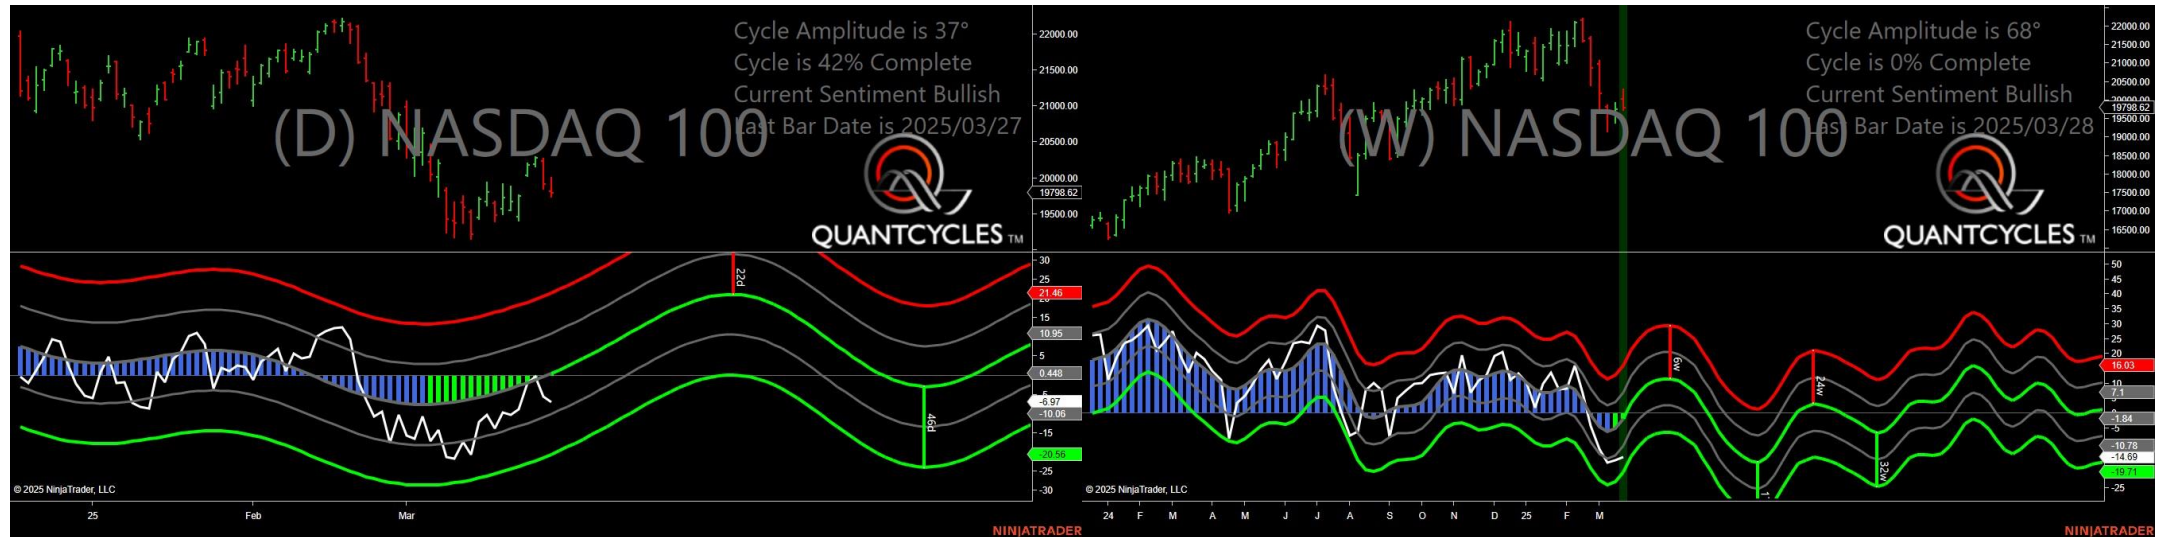 Cycle Amplitude is 37°
Cycle is 42% Complete
Current Sentiment Bullish
Last Bar Date is 2025/03/27
(D) NASDAQ 100
QUANTCYCLES TM
22000.00
21500.00
21000.00
20500.00
20000.00
19798.62
19500.00
30
25
21.46
15
10.95
5
0.448
-6.97
-10.06
-15
-20.56
-25
-30
22d
46d
© 2025 NinjaTrader, LLC
25 Feb Mar
NINJATRADER
Cycle Amplitude is 68°
Cycle is 0% Complete
Current Sentiment Bullish
Last Bar Date is 2025/03/28
(W) NASDAQ 100
QUANTCYCLES TM
22000.00
21500.00
21000.00
20500.00
19798.62
19500.00
19000.00
18500.00
18000.00
17500.00
17000.00
16500.00
50
45
40
35
30
25
20
16.03
10
7.1
-1.84
-5
-10.78
-14.69
-19.71
-25
6w
24w
32w
© 2025 NinjaTrader, LLC
24 F M A M J J A S O N D 25 F M
NINJATRADER